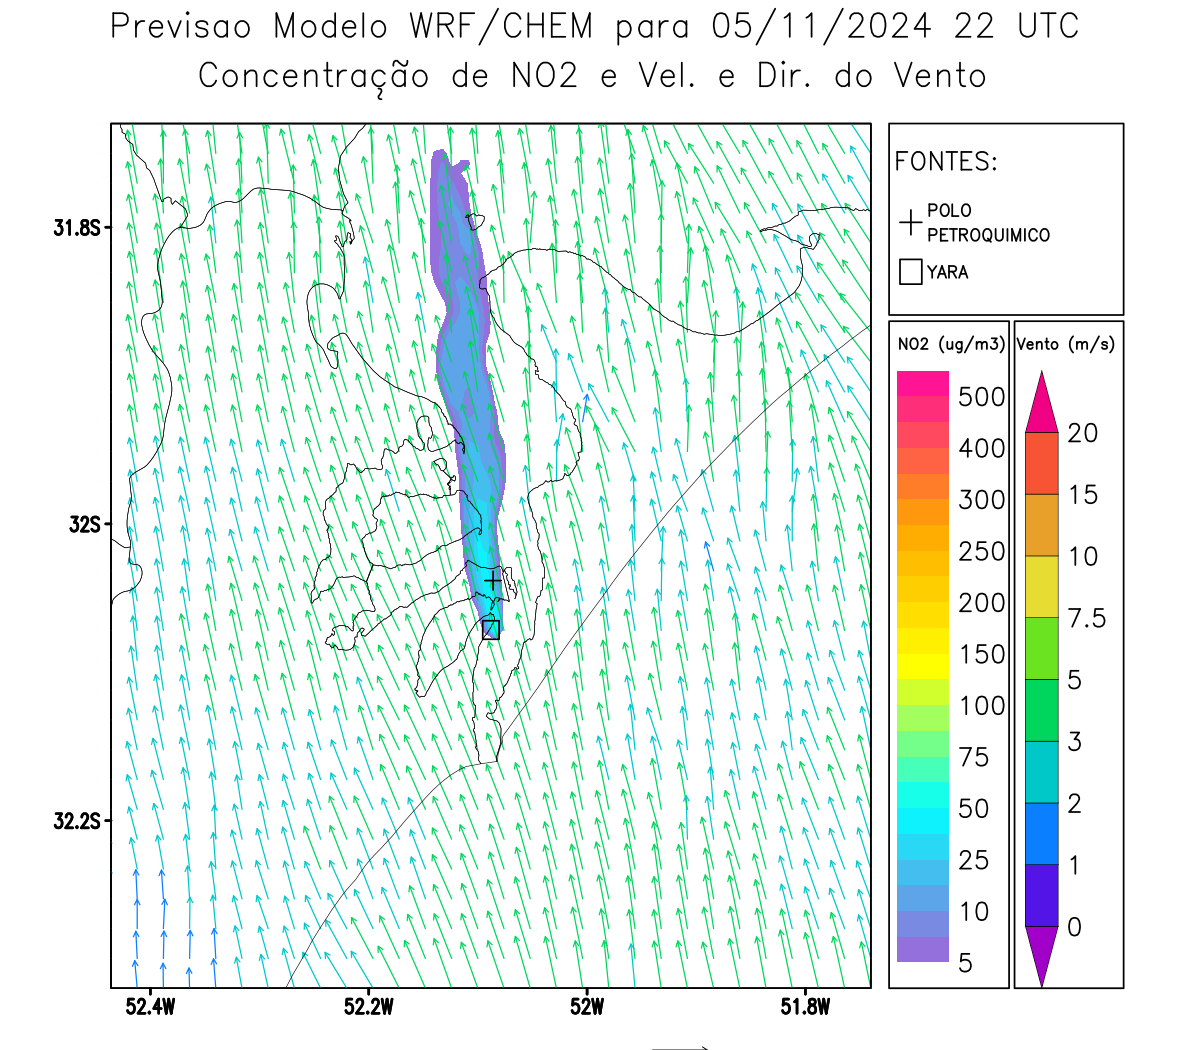 Previsao Modelo WRF/CHEM para 05/11/2024 22 UTC
Concentração de NO2 e Vel. e Dir. do Vento
FONTES:
POLO
PETROQUIMICO
YARA
NO2 (ug/m3)
500
400
300
250
200
150
100
75
50
25
10
5
Vento (m/s)
20
15
10
7.5
5
3
2
1
0
31.8S
32S
32.2S
52.4W
52.2W
52W
51.8W